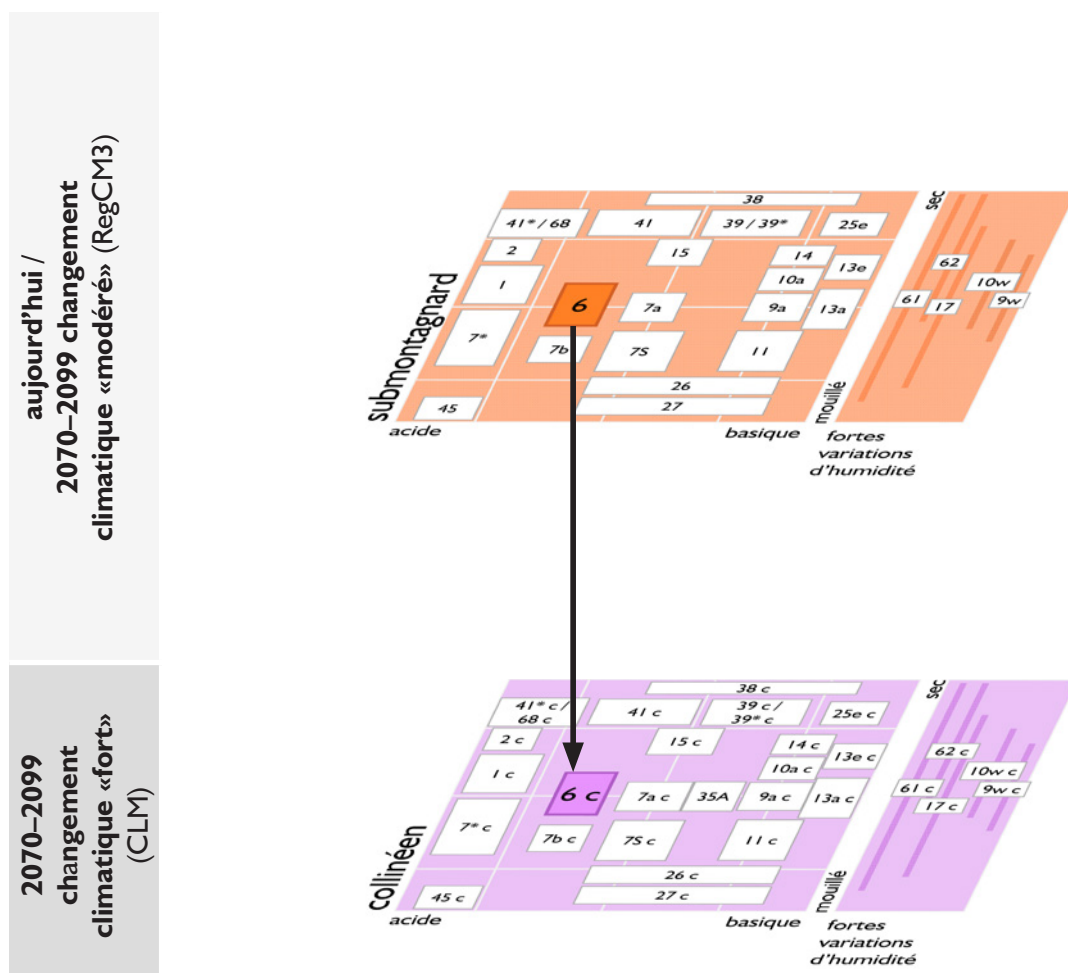 aujourd'hui /
2070–2099 changement
climatique «modéré» (RegCM3)
submontagnard
38
41* / 68
41
39 / 39*
25e
2
15
14
13e
1
10a
6
7a
9a
13a
7*
7b
7S
11
26
27
45
acide
basique
sec
mouillé
62
10w
61
17
9w
fortes
variations
d'humidité
2070–2099
changement
climatique «fort»
(CLM)
collinéen
38 c
41* c /
68 c
41 c
39 c /
39* c
25e c
2 c
15 c
14 c
13e c
1 c
10a c
6 c
7a c
35A
9a c
13a c
7* c
7b c
7S c
11 c
26 c
27 c
45 c
acide
basique
sec
mouillé
62 c
10w c
61 c
9w c
17 c
fortes
variations
d'humidité